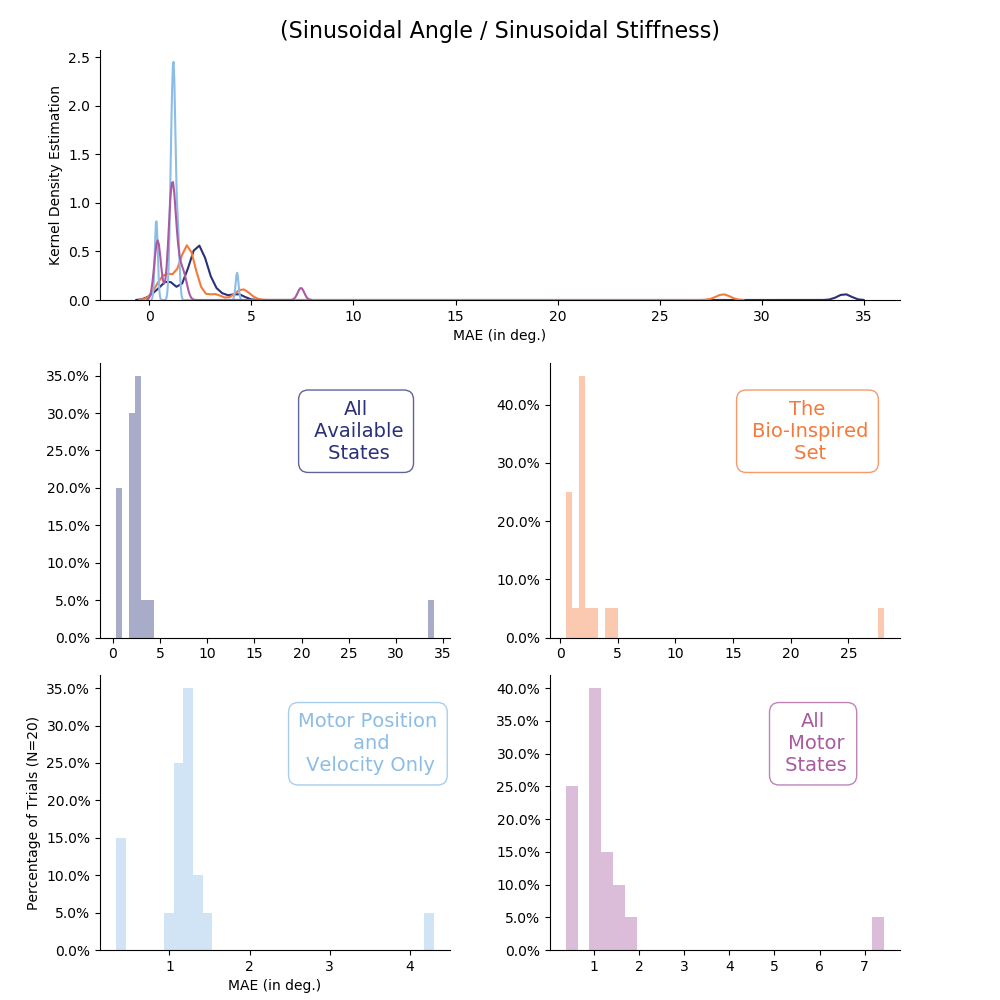 (Sinusoidal Angle / Sinusoidal Stiffness)
Kernel Density Estimation
2.5
2.0
1.5
1.0
0.5
0.0
0 5 10 15 20 25 30 35
MAE (in deg.)
35.0%
30.0%
25.0%
20.0%
15.0%
10.0%
5.0%
0.0%
0 5 10 15 20 25 30 35
All
Available
States
40.0%
30.0%
20.0%
10.0%
0.0%
0 5 10 15 20 25
The
Bio-Inspired
Set
Percentage of Trials (N=20)
35.0%
30.0%
25.0%
20.0%
15.0%
10.0%
5.0%
0.0%
1 2 3 4
MAE (in deg.)
Motor Position
and
Velocity Only
40.0%
35.0%
30.0%
25.0%
20.0%
15.0%
10.0%
5.0%
0.0%
1 2 3 4 5 6 7
All
Motor
States